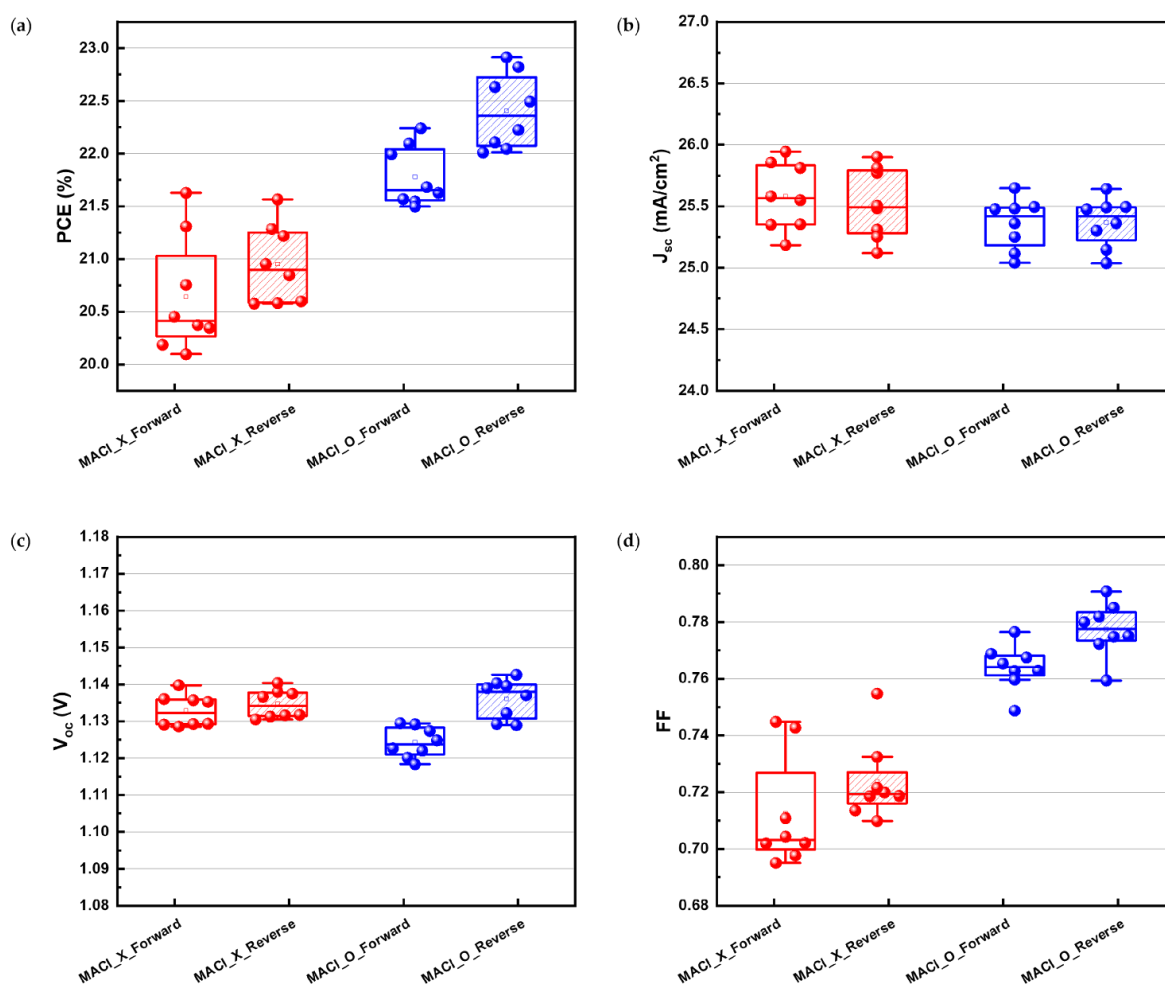 (a)
PCE (%)
23.0
22.5
22.0
21.5
21.0
20.5
20.0
MACl_X_Forward
MACl_X_Reverse
MACl_O_Forward
MACl_O_Reverse
(b)
Jsc (mA/cm²)
27.0
26.5
26.0
25.5
25.0
24.5
24.0
MACl_X_Forward
MACl_X_Reverse
MACl_O_Forward
MACl_O_Reverse
(c)
Voc (V)
1.18
1.17
1.16
1.15
1.14
1.13
1.12
1.11
1.10
1.09
1.08
MACl_X_Forward
MACl_X_Reverse
MACl_O_Forward
MACl_O_Reverse
(d)
FF
0.80
0.78
0.76
0.74
0.72
0.70
0.68
MACl_X_Forward
MACl_X_Reverse
MACl_O_Forward
MACl_O_Reverse